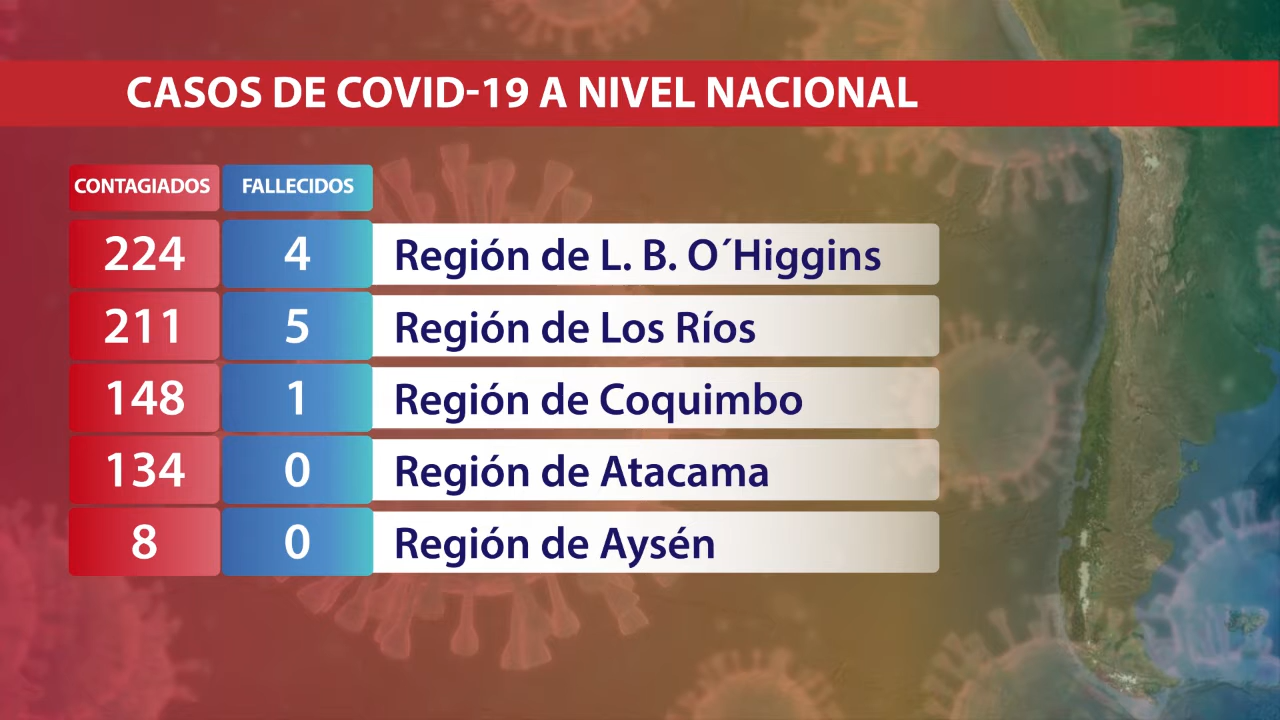 CASOS DE COVID-19 A NIVEL NACIONAL
CONTAGIADOS FALLECIDOS
224 4 Región de L. B. O´Higgins
211 5 Región de Los Ríos
148 1 Región de Coquimbo
134 0 Región de Atacama
8 0 Región de Aysén